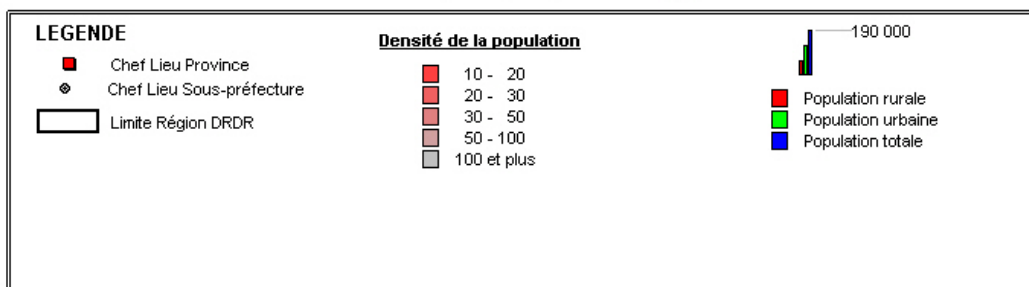 LEGENDE
Chef Lieu Province
Chef Lieu Sous-préfecture
Limite Région DRDR
Densité de la population
10 - 20
20 - 30
30 - 50
50 - 100
100 et plus
190 000
Population rurale
Population urbaine
Population totale